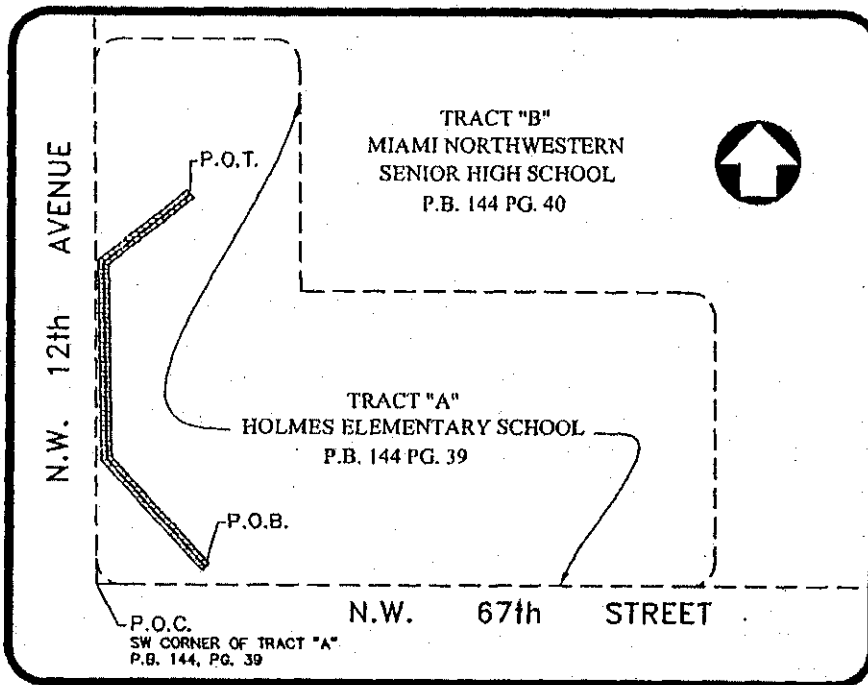 TRACT "B"
MIAMI NORTHWESTERN
SENIOR HIGH SCHOOL
P.B. 144 PG. 40
P.O.T.
N.W. 12th AVENUE
TRACT "A"
HOLMES ELEMENTARY SCHOOL
P.B. 144 PG. 39
P.O.B.
P.O.C.
SW CORNER OF TRACT "A"
P.B. 144, PG. 39
N.W. 67th STREET